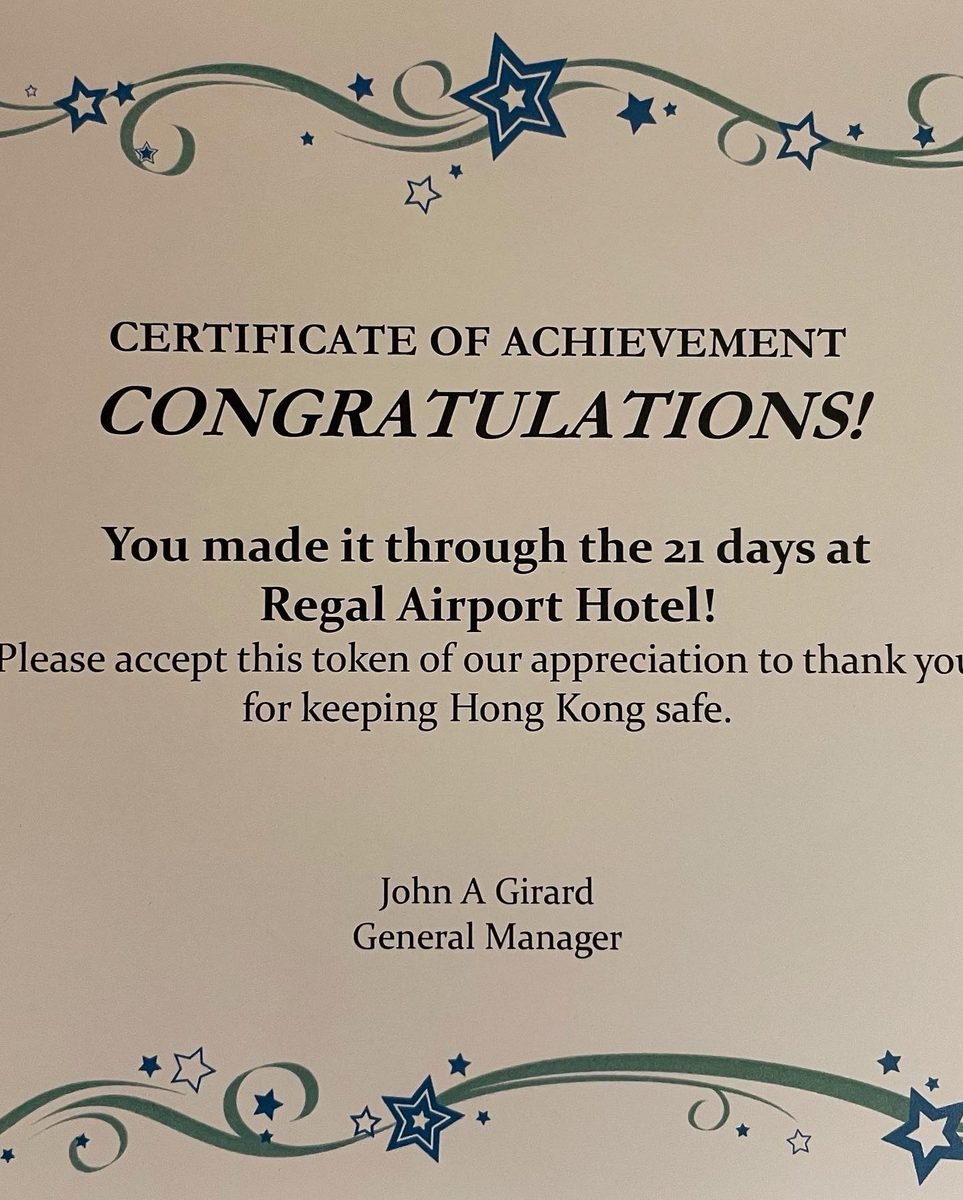 CERTIFICATE OF ACHIEVEMENT
CONGRATULATIONS!
You made it through the 21 days at
Regal Airport Hotel!
Please accept this token of our appreciation to thank you
for keeping Hong Kong safe.
John A Girard
General Manager